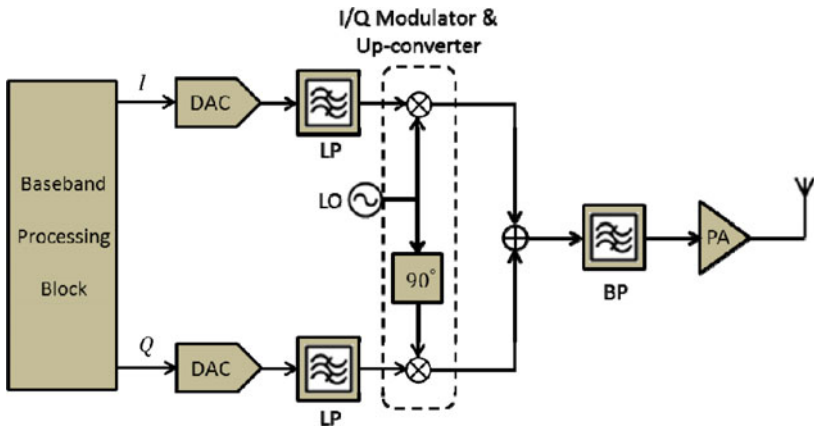 I/Q Modulator &
Up-converter
I
DAC
LP
Baseband
Processing
Block
LO
90°
PA
BP
Q
DAC
LP